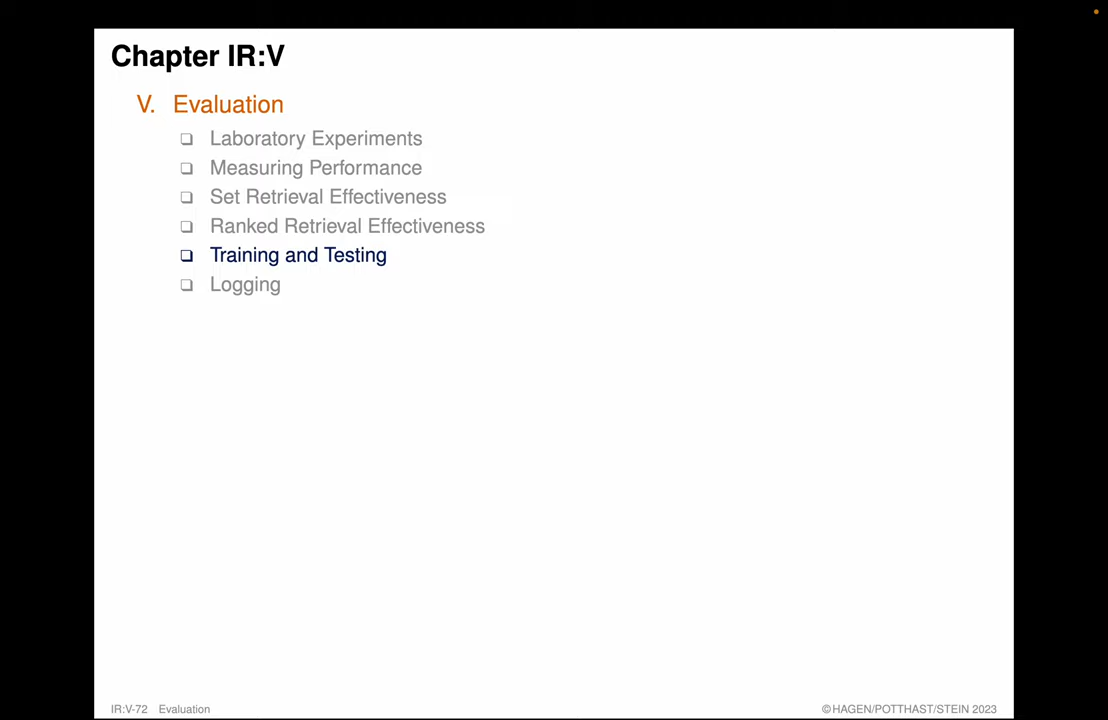 Chapter IR:V
V. Evaluation
❑ Laboratory Experiments
❑ Measuring Performance
❑ Set Retrieval Effectiveness
❑ Ranked Retrieval Effectiveness
❑ Training and Testing
❑ Logging
IR:V-72 Evaluation
©HAGEN/POTTHAST/STEIN 2023